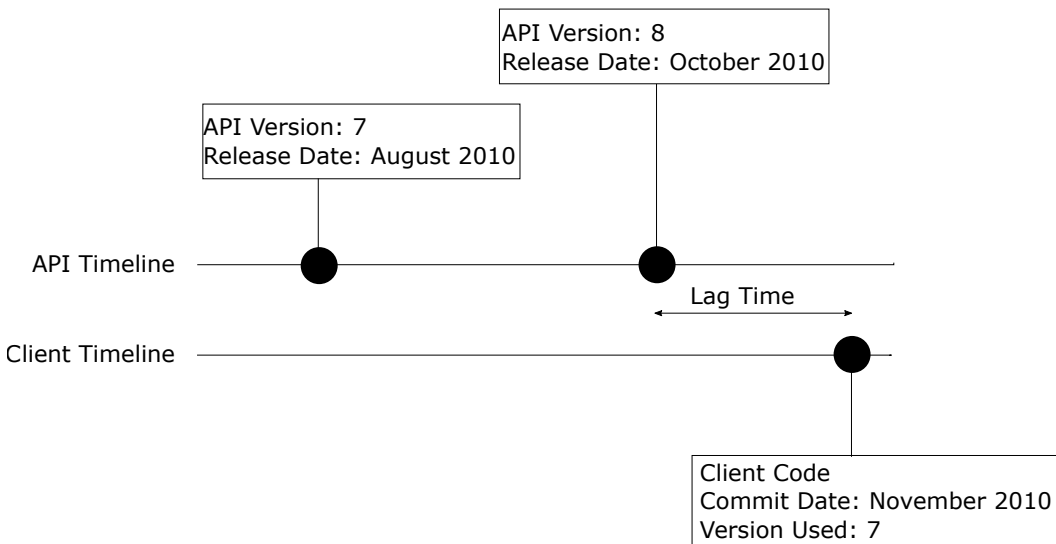 API Version: 8
Release Date: October 2010
API Version: 7
Release Date: August 2010
API Timeline
Lag Time
Client Timeline
Client Code
Commit Date: November 2010
Version Used: 7